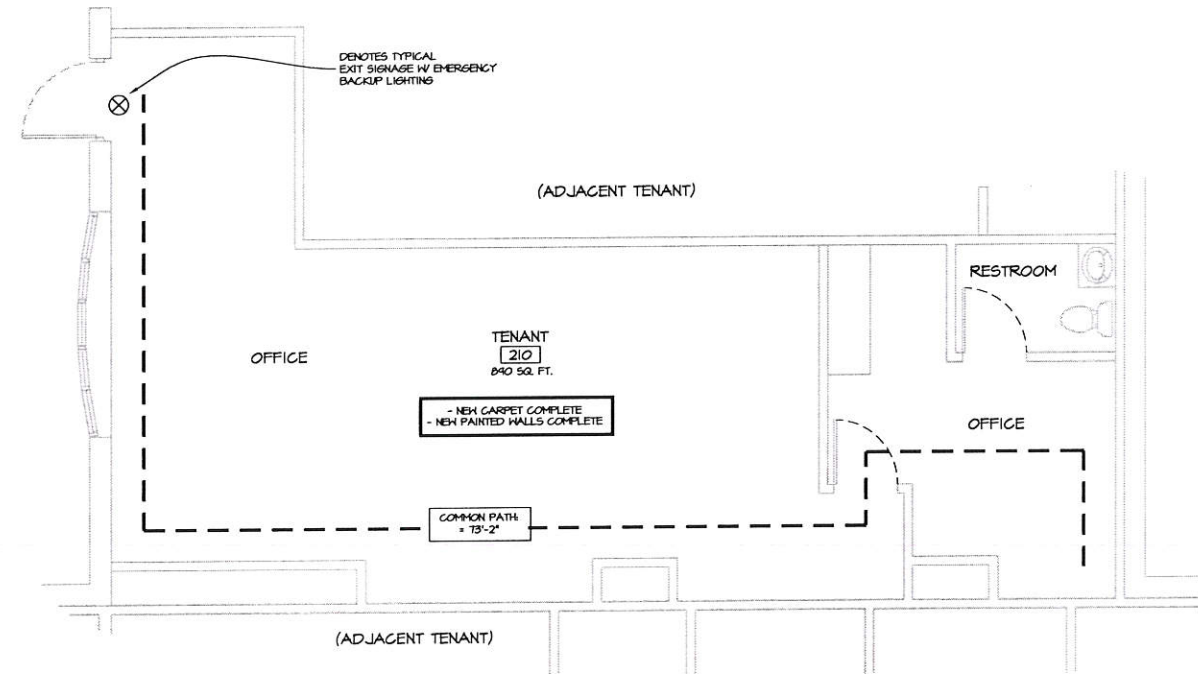 DENOTES TYPICAL
EXIT SIGNAGE W/ EMERGENCY
BACKUP LIGHTING
(ADJACENT TENANT)
RESTROOM
TENANT
210
890 SQ. FT.
OFFICE
- NEW CARPET COMPLETE
- NEW PAINTED WALLS COMPLETE
OFFICE
COMMON PATH:
= 73'-2"
(ADJACENT TENANT)